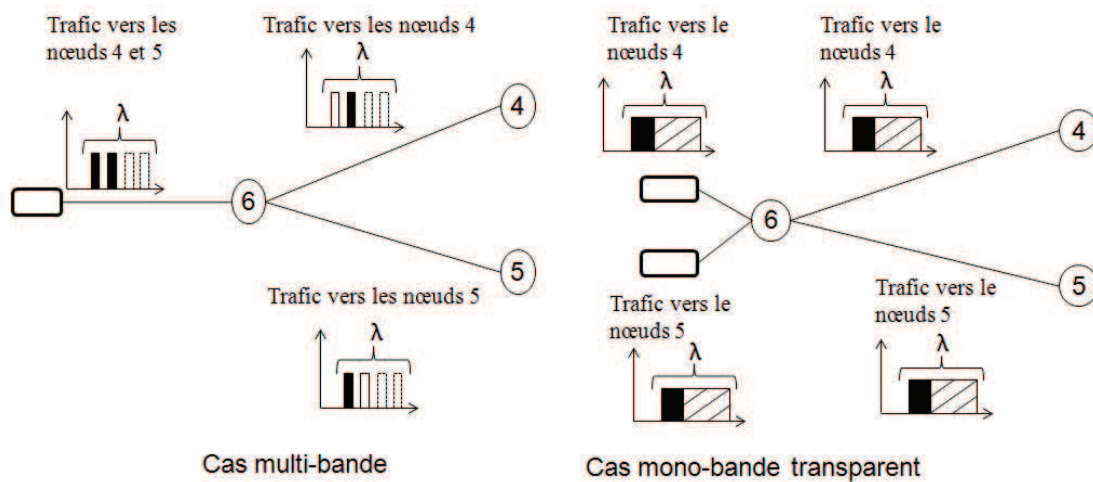 Trafic vers les
nœuds 4 et 5
λ
Trafic vers les nœuds 4
λ
4
6
5
Trafic vers les nœuds 5
λ
Cas multi-bande
Trafic vers le
nœuds 4
λ
Trafic vers le
nœuds 4
λ
4
6
5
Trafic vers le
nœuds 5
λ
Trafic vers le
nœuds 5
λ
Cas mono-bande transparent